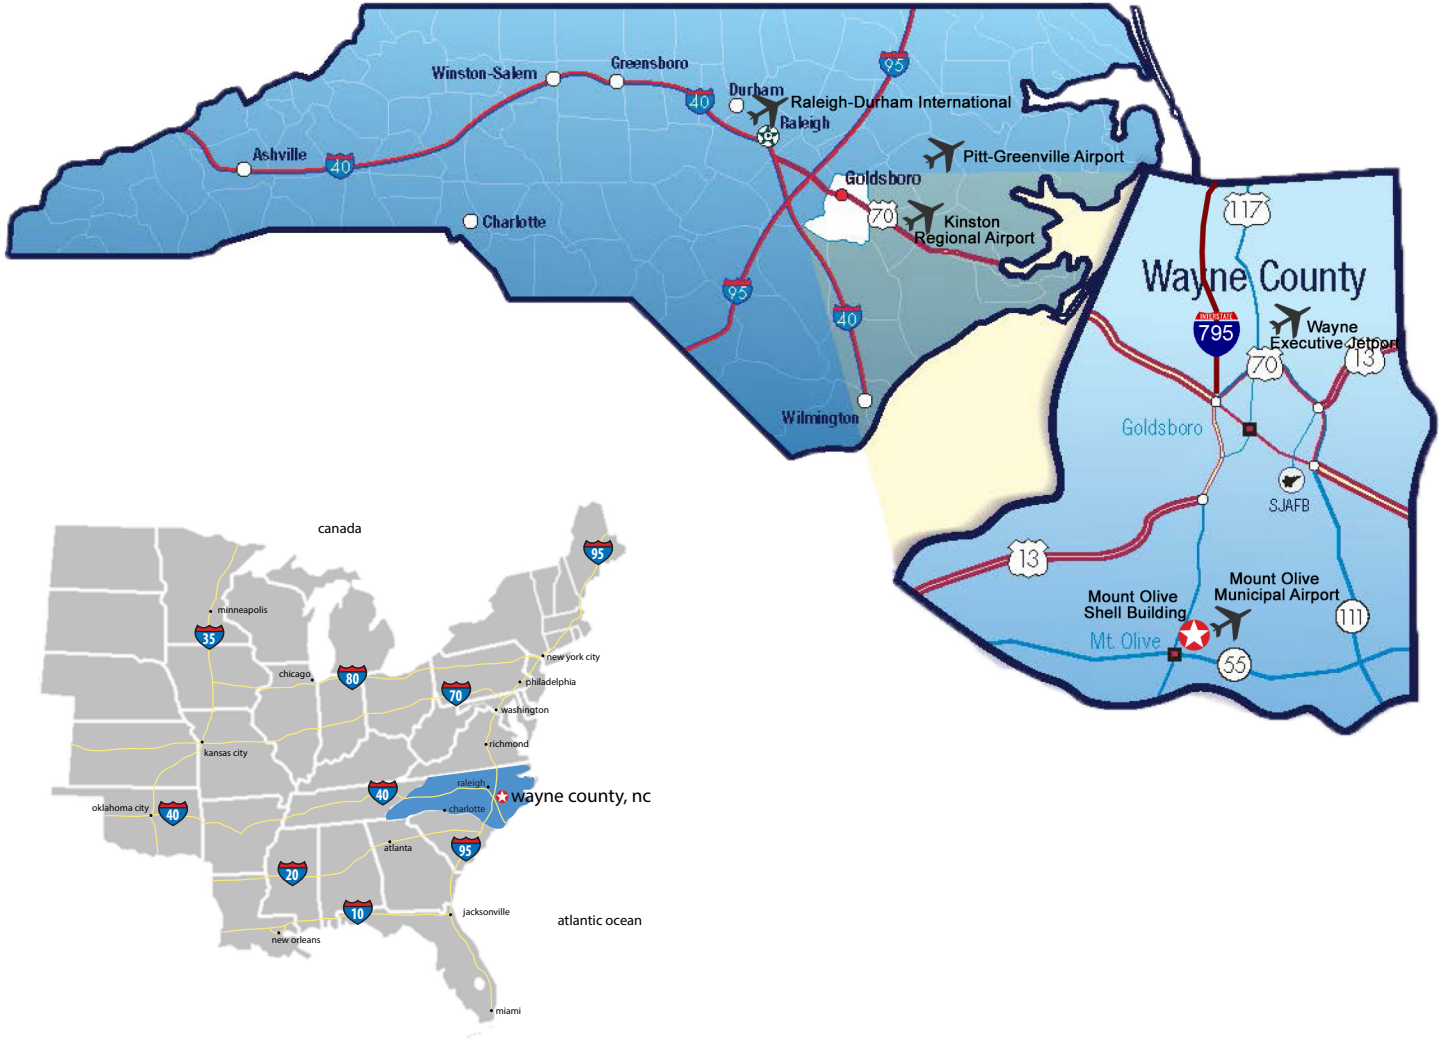 95
Winston-Salem
Greensboro
40
Durham
Raleigh-Durham International
Raleigh
Ashville
40
Pitt-Greenville Airport
Goldsboro
Charlotte
70
Kinston
Regional Airport
95
40
Wilmington
117
Wayne County
INTERSTATE
795
Wayne
Executive Jetport
13
70
Goldsboro
SJAFB
13
Mount Olive
Shell Building
Mount Olive
Municipal Airport
111
Mt. Olive
55
canada
95
minneapolis
35
new york city
chicago
80
70
philadelphia
washington
kansas city
richmond
raleigh
wayne county, nc
40
charlotte
oklahoma city
40
atlanta
95
20
10
jacksonville
atlantic ocean
new orleans
miami